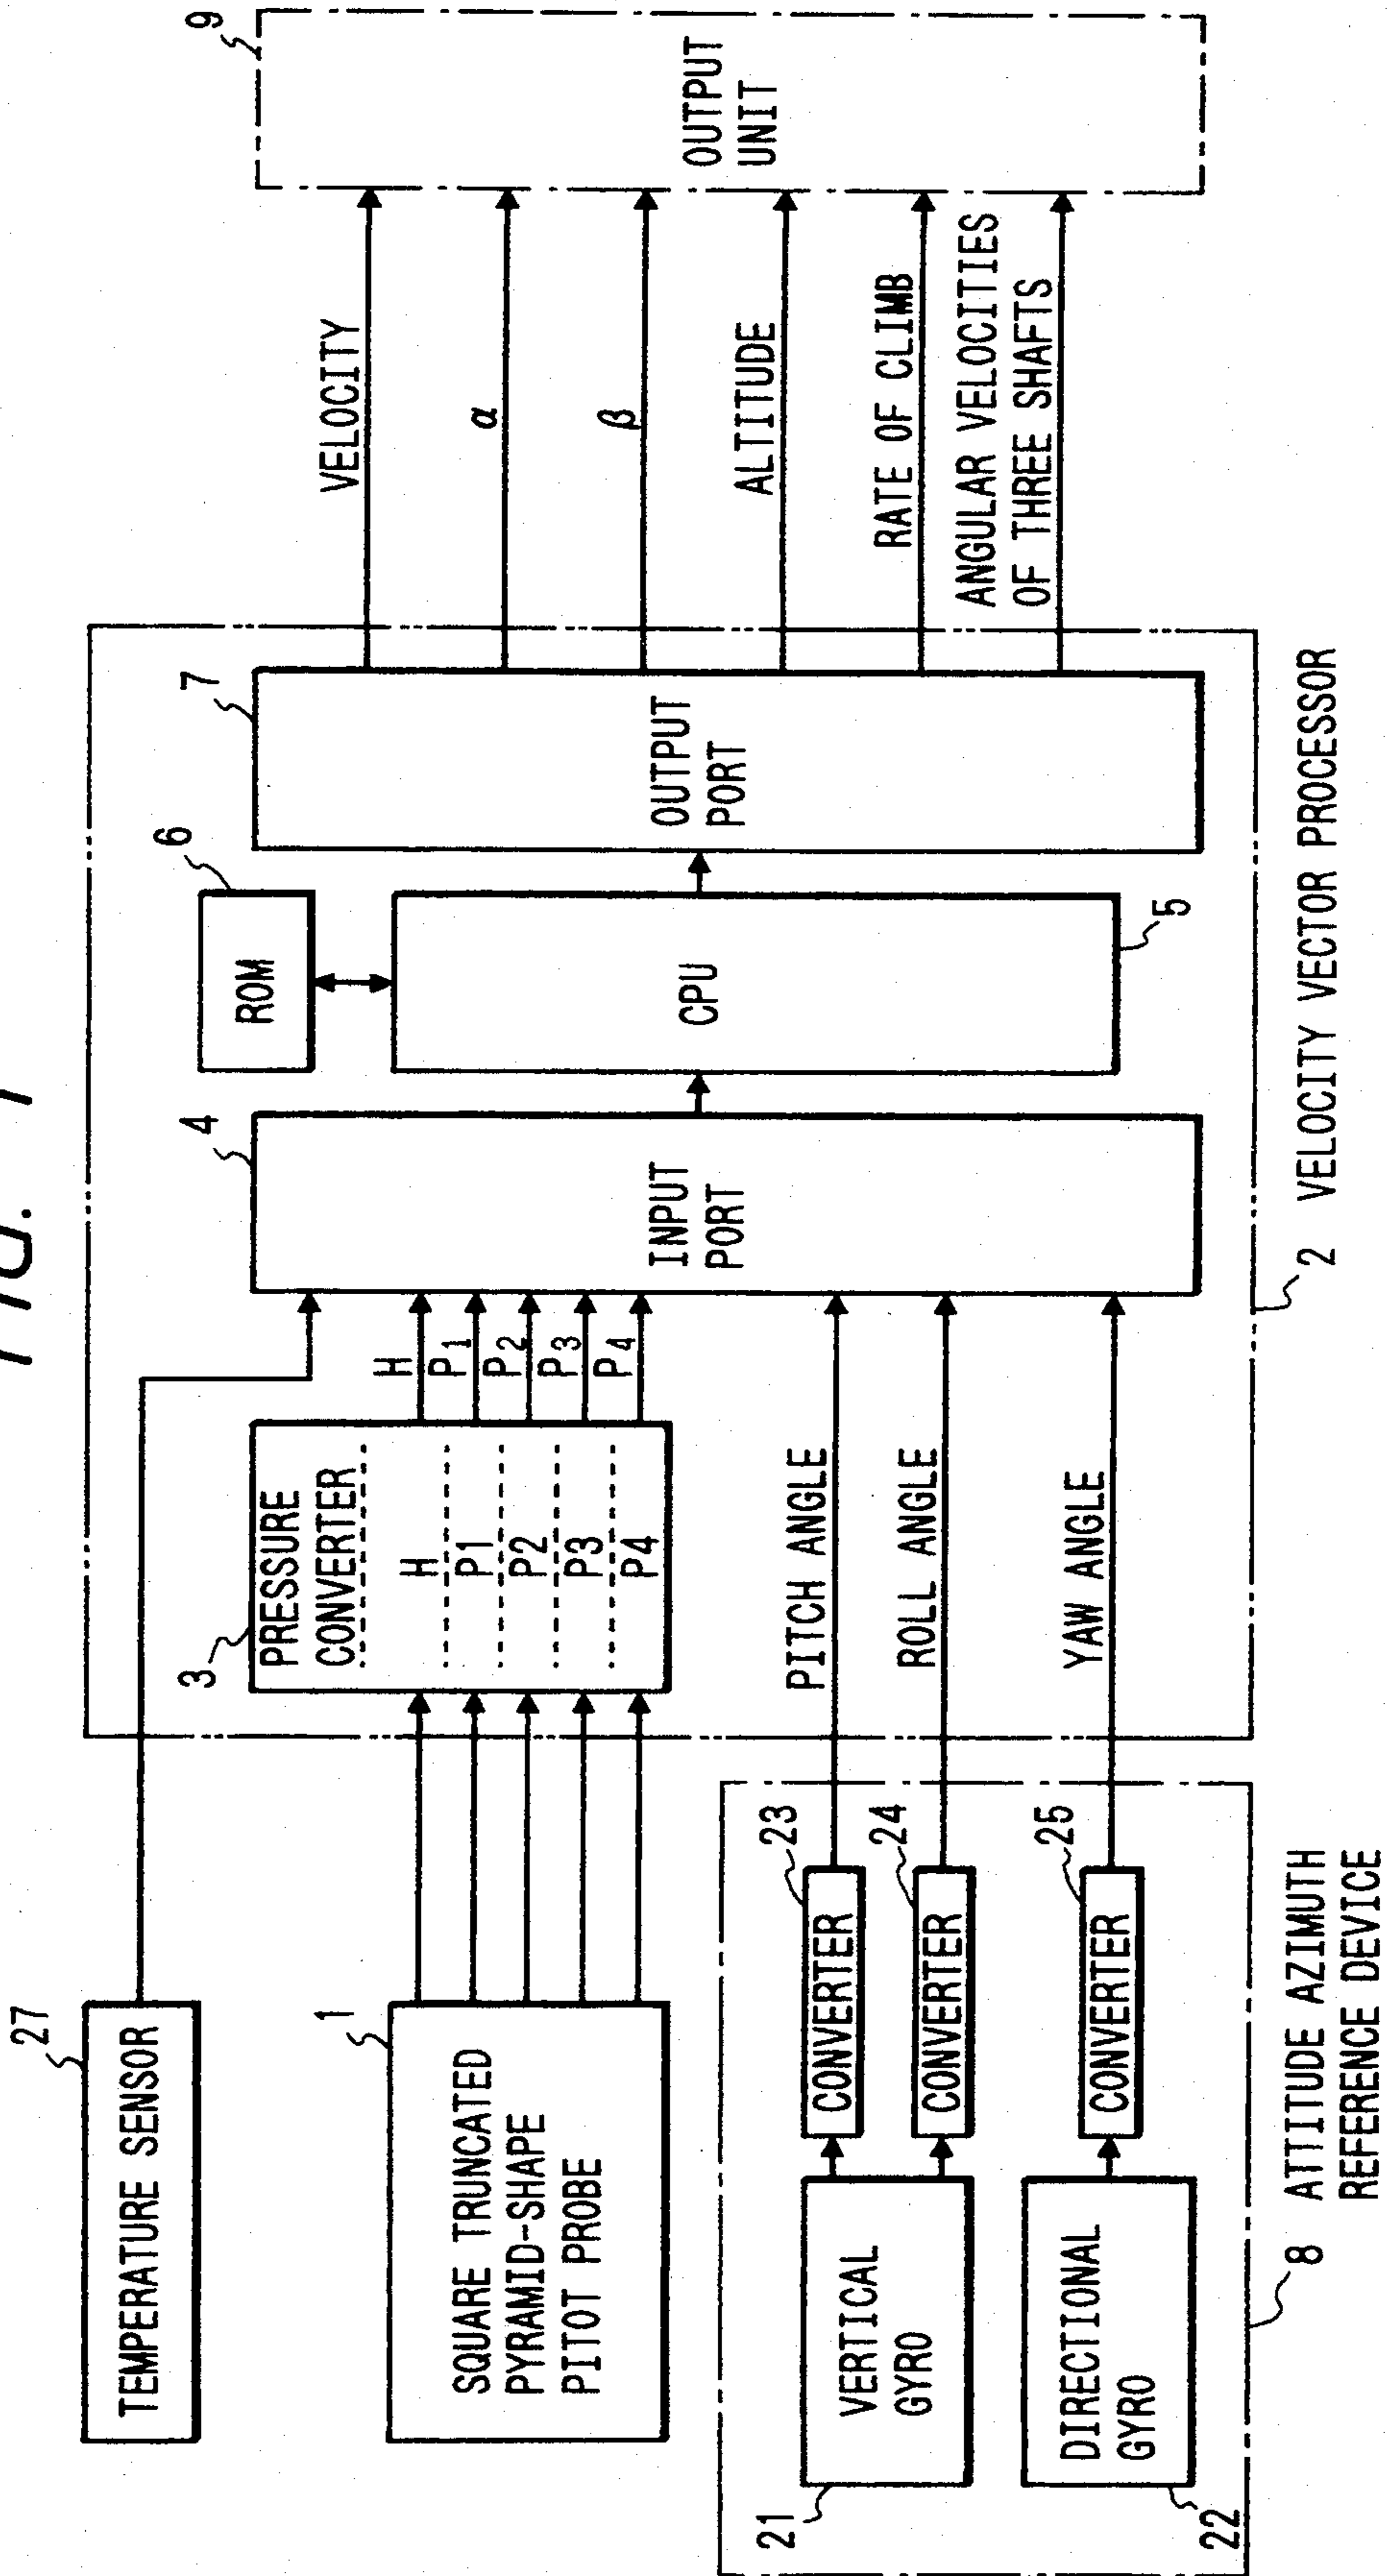 FIG. 1
27
TEMPERATURE SENSOR
1
SQUARE TRUNCATED
PYRAMID-SHAPE
PITOT PROBE
21
VERTICAL
GYRO
22
DIRECTIONAL
GYRO
23
CONVERTER
24
CONVERTER
25
CONVERTER
8 ATTITUDE AZIMUTH
REFERENCE DEVICE
3
PRESSURE
CONVERTER
H
P1
P2
P3
P4
H
P1
P2
P3
P4
PITCH ANGLE
ROLL ANGLE
YAW ANGLE
4
INPUT
PORT
6
ROM
CPU
5
7
OUTPUT
PORT
2 VELOCITY VECTOR PROCESSOR
VELOCITY
α
β
ALTITUDE
RATE OF CLIMB
ANGULAR VELOCITIES
OF THREE SHAFTS
9
OUTPUT
UNIT